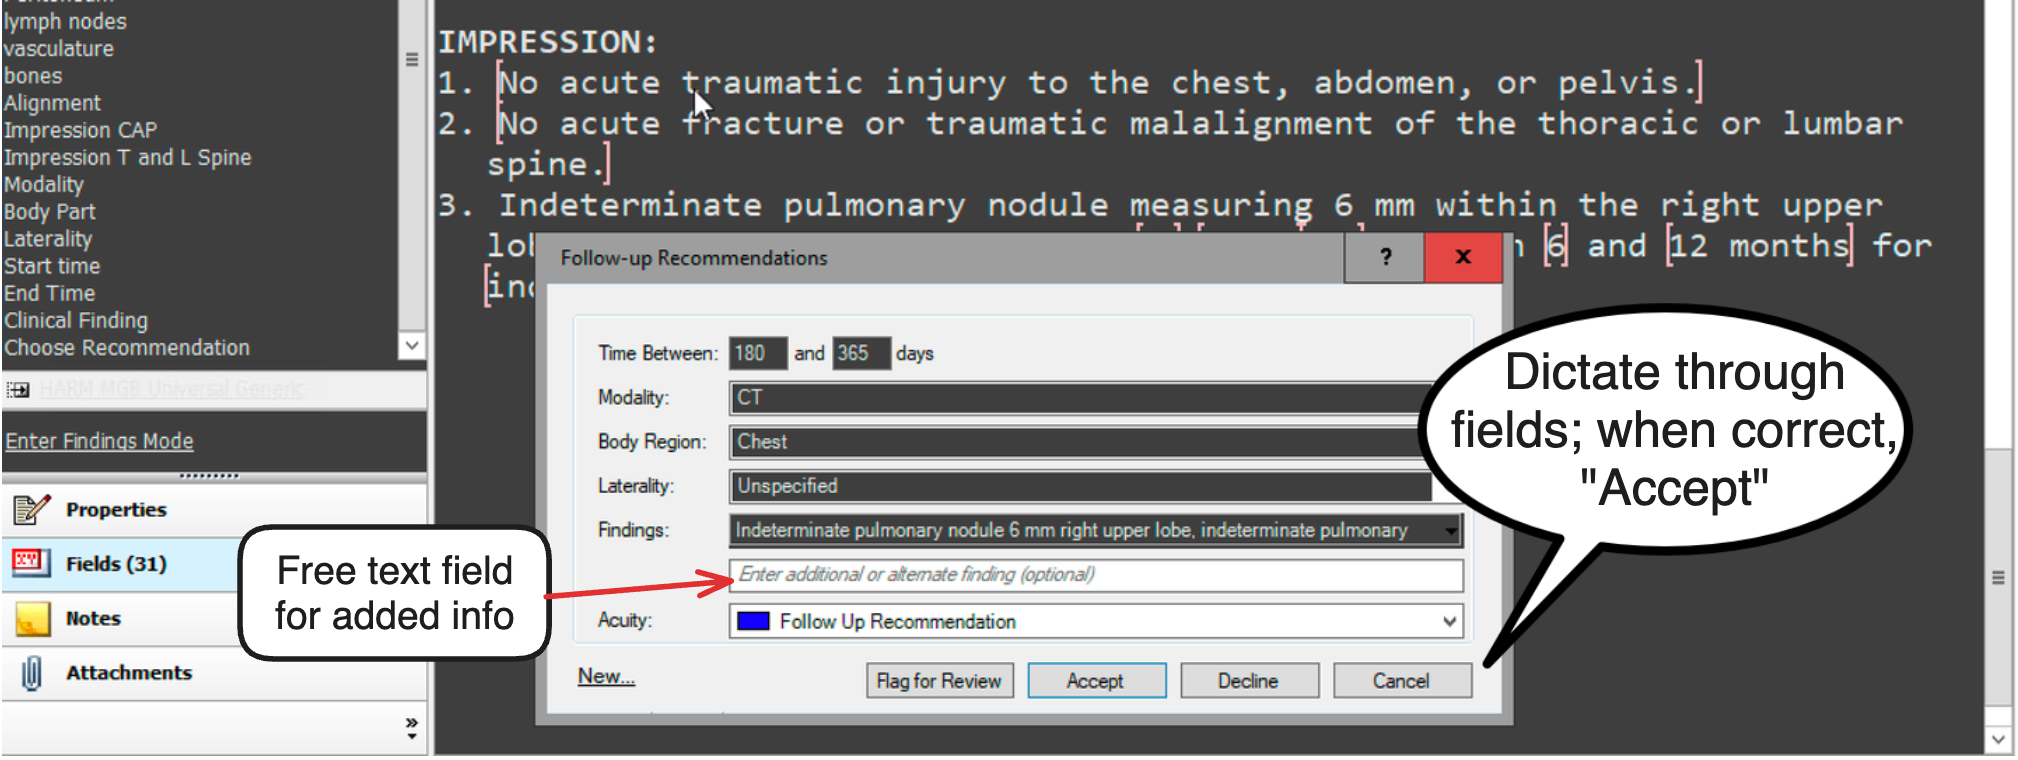 lymph nodes
vasculature
bones
Alignment
Impression CAP
Impression T and L Spine
Modality
Body Part
Laterality
Start time
End Time
Clinical Finding
Choose Recommendation
HARM MGB Universal Generic
Enter Findings Mode
Properties
Fields (31)
Notes
Attachments
IMPRESSION:
1. [No acute traumatic injury to the chest, abdomen, or pelvis.]
2. [No acute fracture or traumatic malalignment of the thoracic or lumbar
spine.]
3. Indeterminate pulmonary nodule measuring 6 mm within the right upper
[6] and [12 months] for
Follow-up Recommendations
? x
Time Between: 180 and 365 days
Modality: CT
Body Region: Chest
Laterality: Unspecified
Findings: Indeterminate pulmonary nodule 6 mm right upper lobe, indeterminate pulmonary
Enter additional or alternate finding (optional)
Acuity: Follow Up Recommendation
New...
Flag for Review
Accept
Decline
Cancel
Free text field
for added info
Dictate through
fields; when correct,
"Accept"